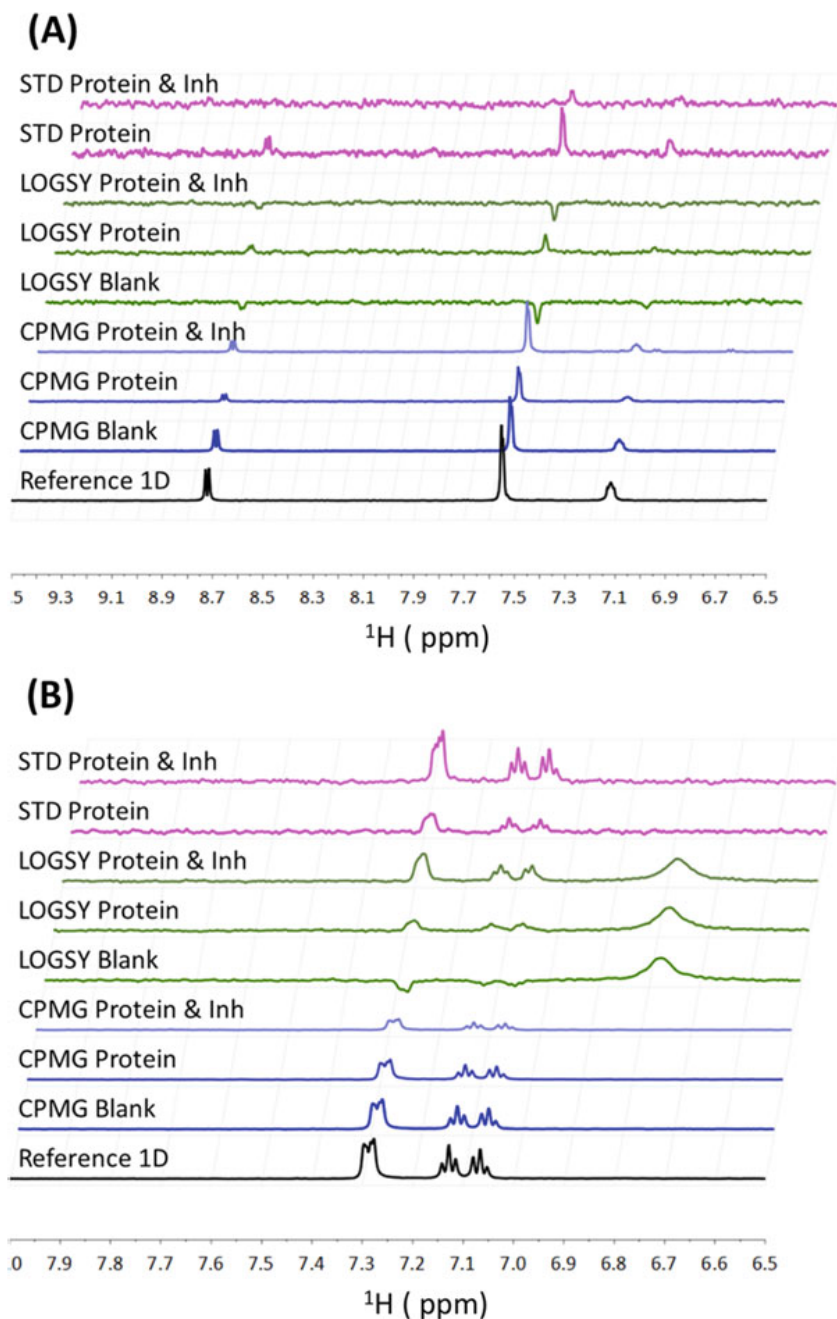 (A)
STD Protein & Inh
STD Protein
LOGSY Protein & Inh
LOGSY Protein
LOGSY Blank
CPMG Protein & Inh
CPMG Protein
CPMG Blank
Reference 1D
.5 9.3 9.1 8.9 8.7 8.5 8.3 8.1 7.9 7.7 7.5 7.3 7.1 6.9 6.7 6.5
¹H ( ppm)
(B)
STD Protein & Inh
STD Protein
LOGSY Protein & Inh
LOGSY Protein
LOGSY Blank
CPMG Protein & Inh
CPMG Protein
CPMG Blank
Reference 1D
.0 7.9 7.8 7.7 7.6 7.5 7.4 7.3 7.2 7.1 7.0 6.9 6.8 6.7 6.6 6.5
¹H ( ppm)